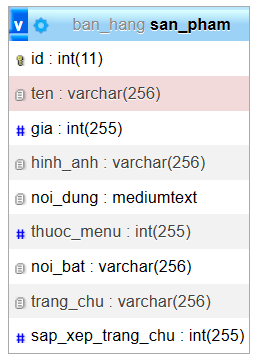 v ban_hang san_pham
id : int(11)
ten : varchar(256)
# gia : int(255)
hinh_anh : varchar(256)
noi_dung : mediumtext
# thuoc_menu : int(255)
noi_bat : varchar(256)
trang_chu : varchar(256)
# sap_xep_trang_chu : int(255)